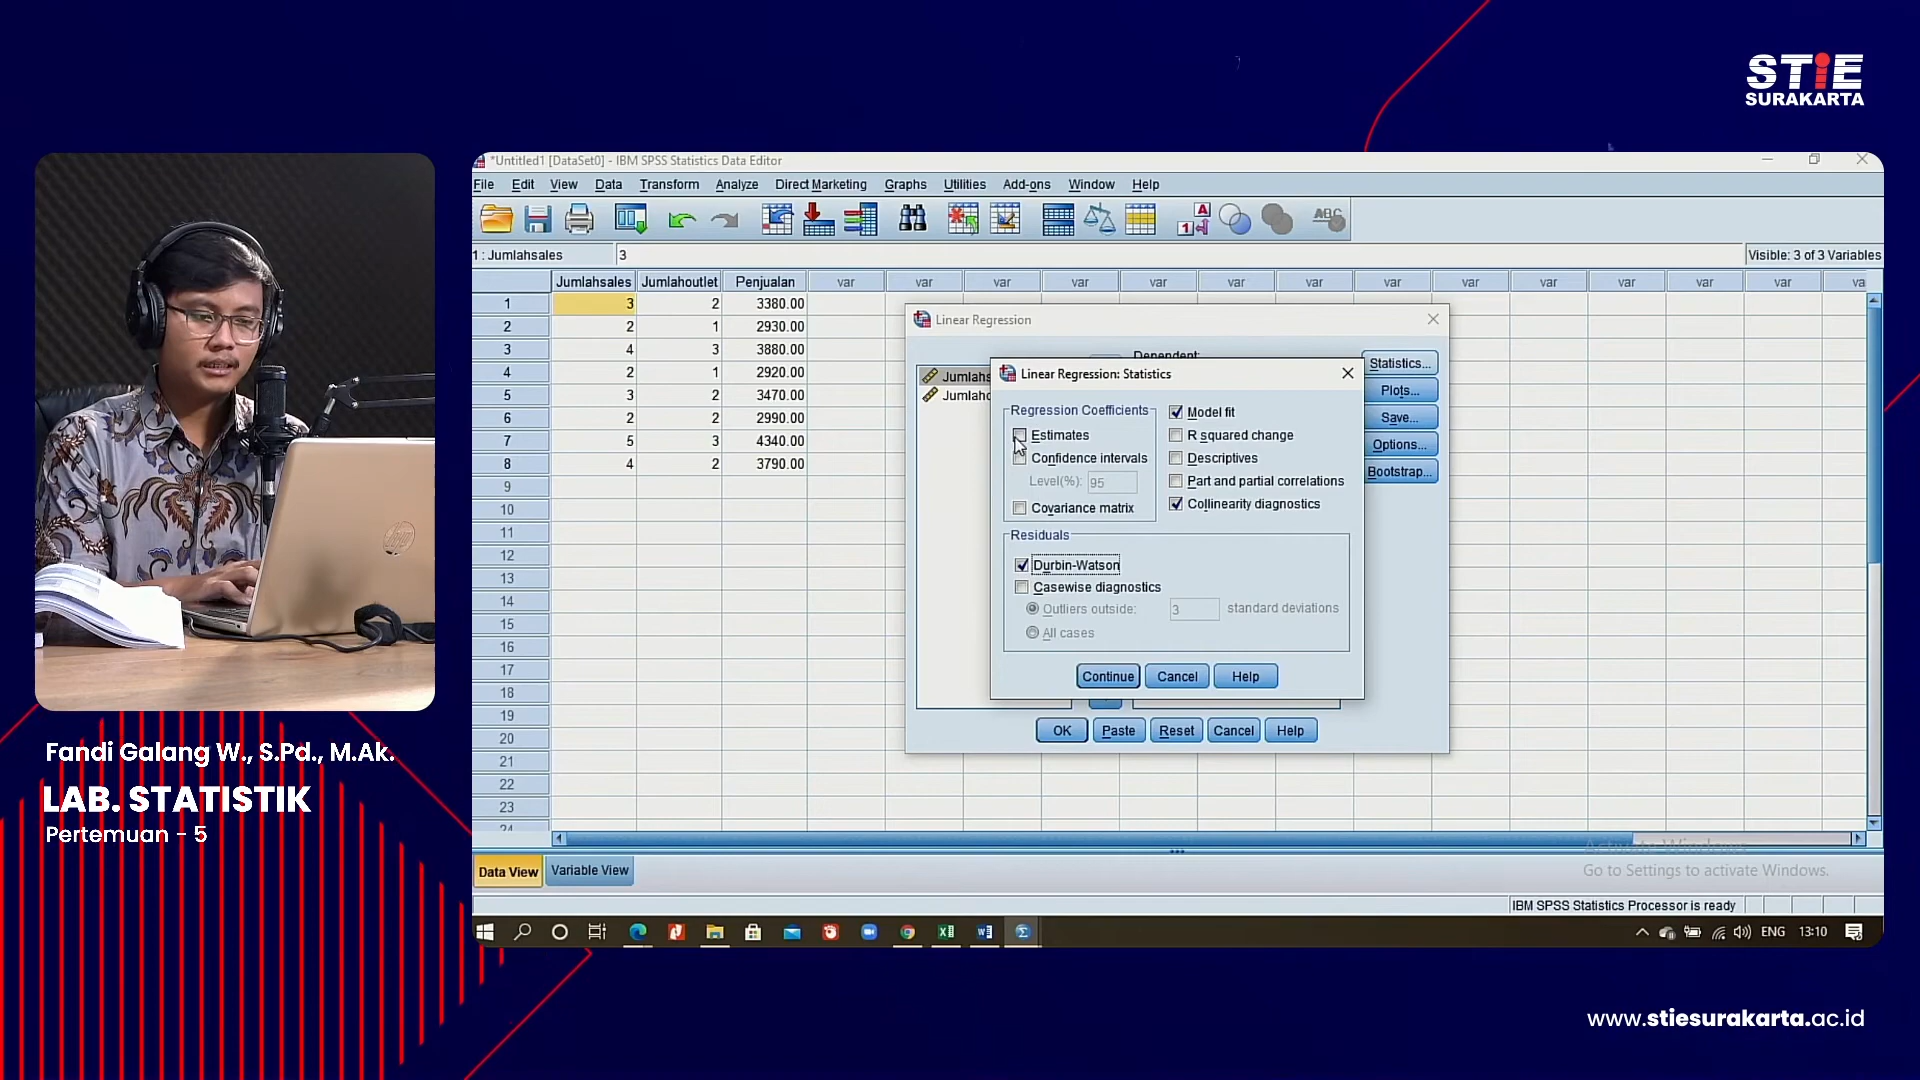 STiE
SURAKARTA
*Untitled1 [DataSet0] - IBM SPSS Statistics Data Editor
File Edit View Data Transform Analyze Direct Marketing Graphs Utilities Add-ons Window Help
1 : Jumlahsales 3 Visible: 3 of 3 Variables
Jumlahsales Jumlahoutlet Penjualan var var var var var var var var var var var var var va
1 3 2 3380.00
2 2 1 2930.00
3 4 3 3880.00
4 2 1 2920.00
5 3 2 3470.00
6 2 2 2990.00
7 5 3 4340.00
8 4 2 3790.00
9
10
11
12
13
14
15
16
17
18
19
20
21
22
23
24
Linear Regression
Dependent:
Jumlahs
Jumlaho
Statistics...
Plots...
Save...
Options...
Bootstrap...
Linear Regression: Statistics
Regression Coefficients
Estimates
Confidence intervals
Level(%): 95
Covariance matrix
Model fit
R squared change
Descriptives
Part and partial correlations
Collinearity diagnostics
Residuals
Durbin-Watson
Casewise diagnostics
Outliers outside: 3 standard deviations
All cases
Continue Cancel Help
OK Paste Reset Cancel Help
Activate Windows
Go to Settings to activate Windows.
Data View Variable View
IBM SPSS Statistics Processor is ready
ENG 13:10
hp
Fandi Galang W., S.Pd., M.Ak.
LAB. STATISTIK
Pertemuan - 5
www.stiesurakarta.ac.id